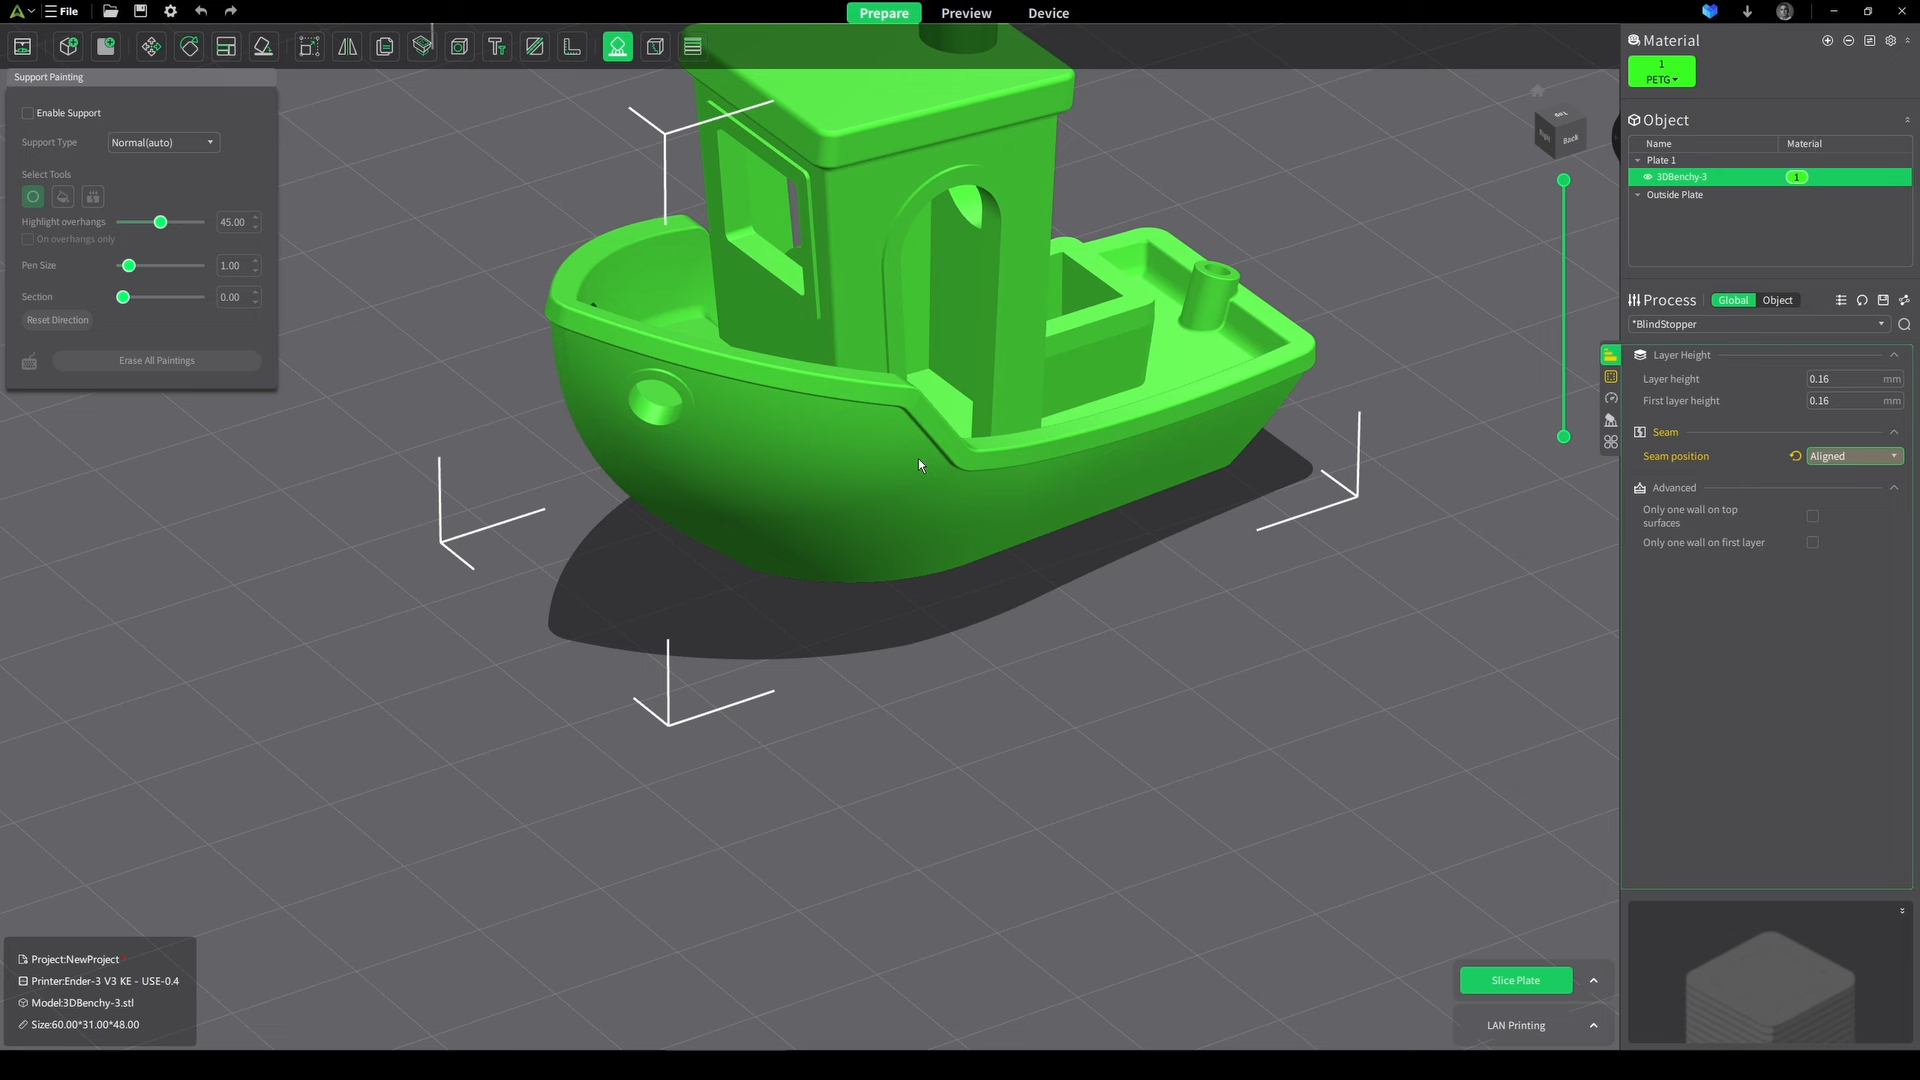 File
Prepare
Preview
Device
Support Painting
Enable Support
Support Type
Normal(auto)
Select Tools
Highlight overhangs
45.00
On overhangs only
Pen Size
1.00
Section
0.00
Reset Direction
Erase All Paintings
Back
Material
1
PETG
Object
Name
Material
Plate 1
3DBenchy-3
1
Outside Plate
Process
Global
Object
*BlindStopper
Layer Height
Layer height
0.16
mm
First layer height
0.16
mm
Seam
Seam position
Aligned
Advanced
Only one wall on top
surfaces
Only one wall on first layer
Project:NewProject
Printer:Ender-3 V3 KE - USE-0.4
Model:3DBenchy-3.stl
Size:60.00*31.00*48.00
Slice Plate
LAN Printing